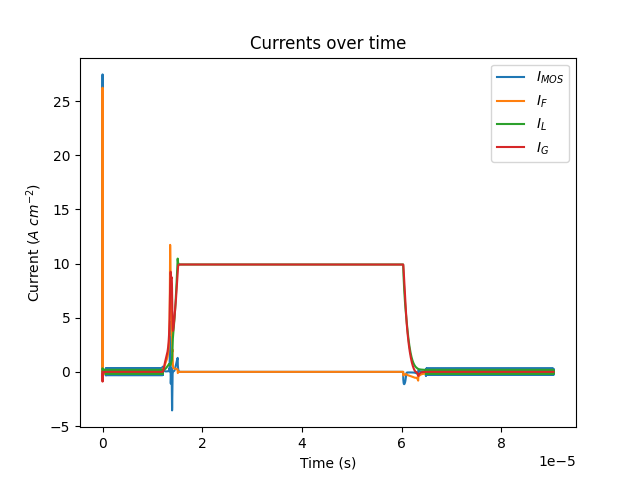 Currents over time
25
20
15
10
5
0
−5
Current (A cm⁻²)
I_MOS
I_F
I_L
I_G
0 2 4 6 8
1e−5
Time (s)